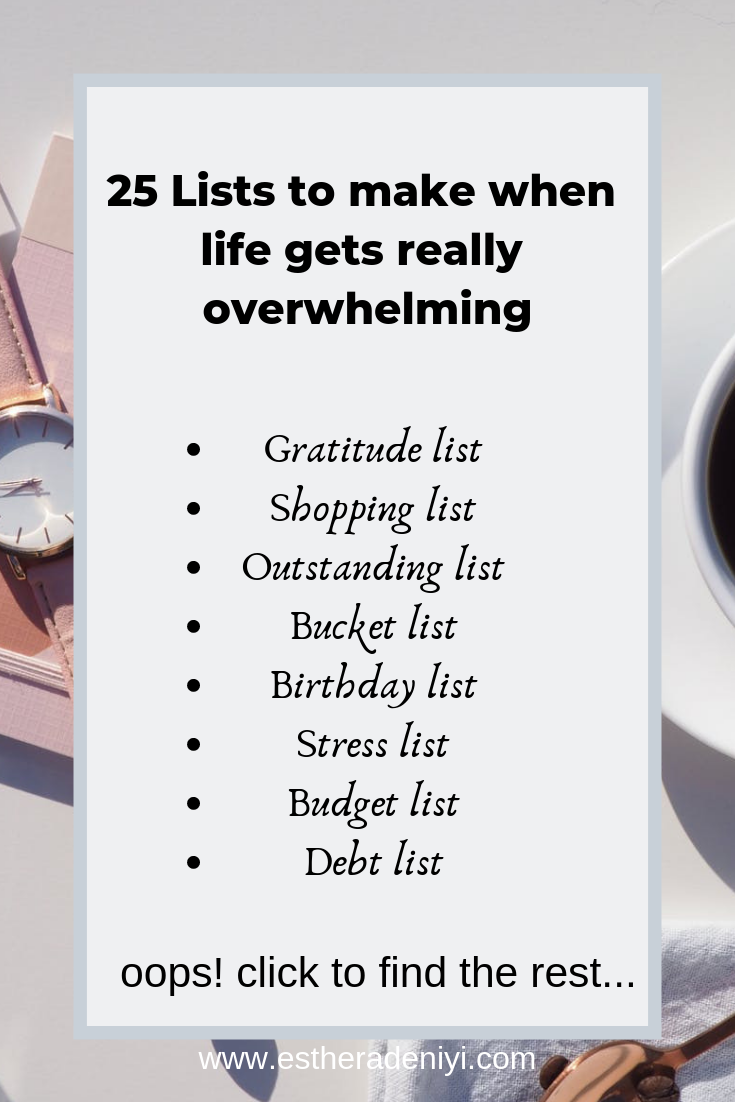 25 Lists to make when
life gets really
overwhelming
• Gratitude list
• Shopping list
• Outstanding list
• Bucket list
• Birthday list
• Stress list
• Budget list
• Debt list
oops! click to find the rest...
www.estheradeniyi.com